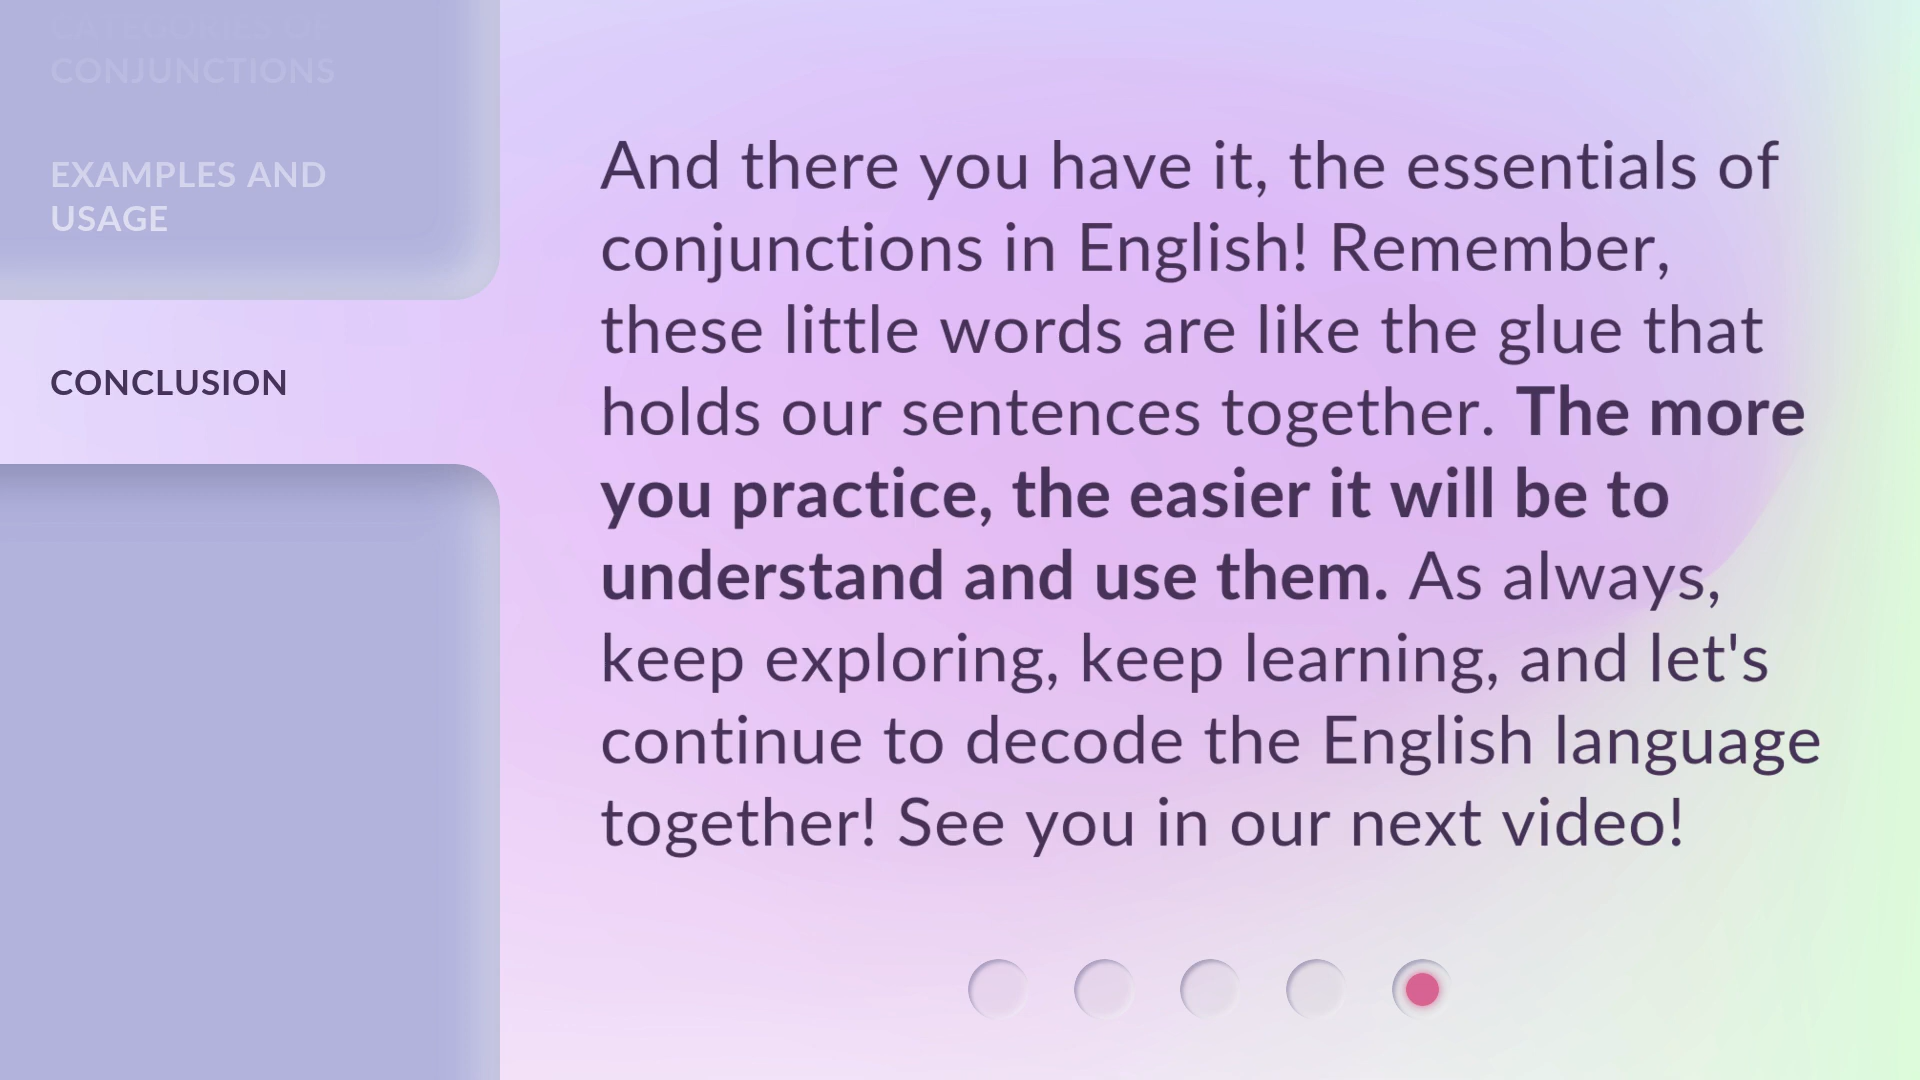 CATEGORIES OF
CONJUNCTIONS
EXAMPLES AND
USAGE
CONCLUSION
And there you have it, the essentials of
conjunctions in English! Remember,
these little words are like the glue that
holds our sentences together. The more
you practice, the easier it will be to
understand and use them. As always,
keep exploring, keep learning, and let's
continue to decode the English language
together! See you in our next video!